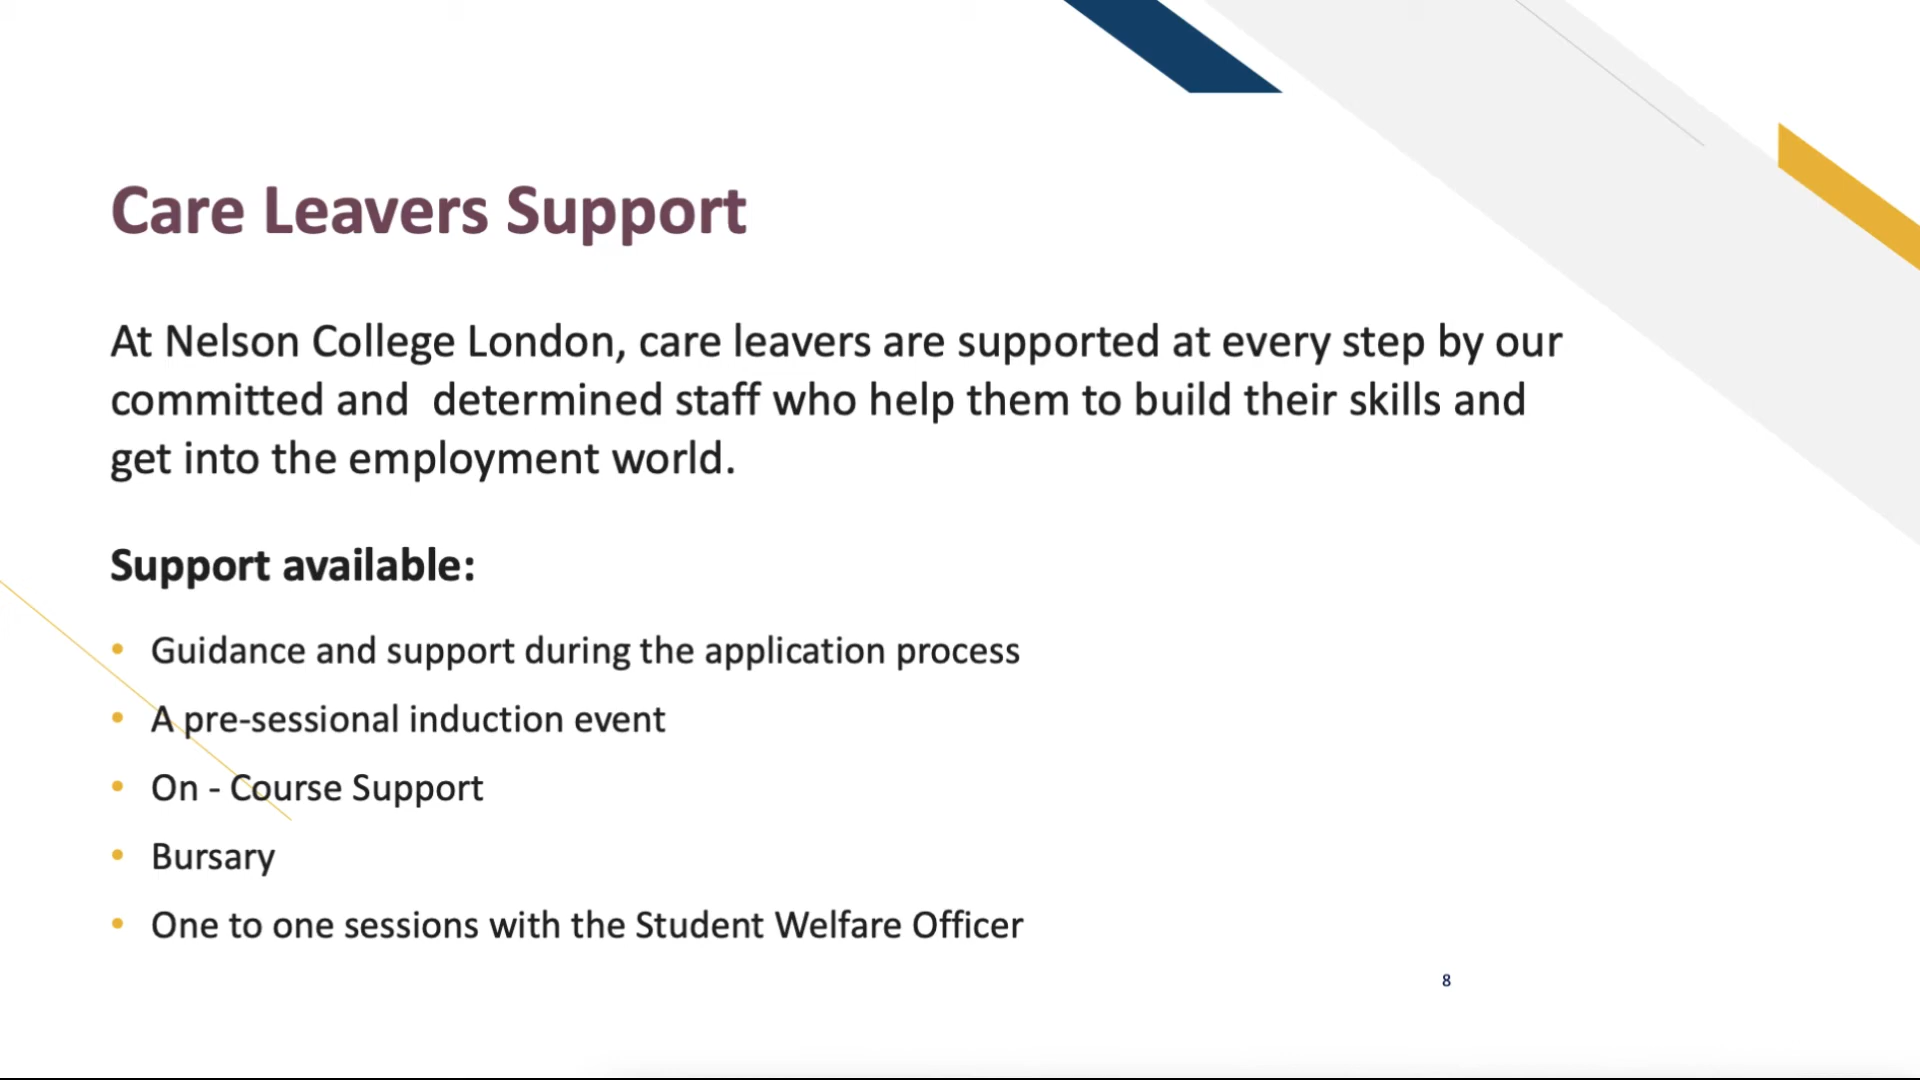 Care Leavers Support
At Nelson College London, care leavers are supported at every step by our
committed and  determined staff who help them to build their skills and
get into the employment world.
Support available:
• Guidance and support during the application process
• A pre-sessional induction event
• On - Course Support
• Bursary
• One to one sessions with the Student Welfare Officer
8